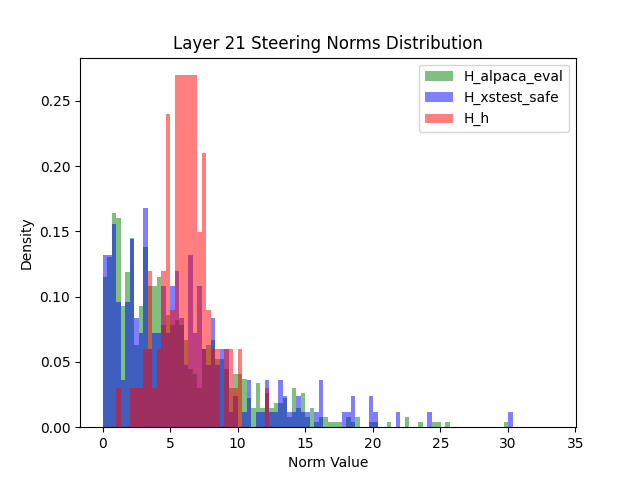 Layer 21 Steering Norms Distribution
H_alpaca_eval
H_xstest_safe
H_h
Density
0.25
0.20
0.15
0.10
0.05
0.00
0 5 10 15 20 25 30 35
Norm Value